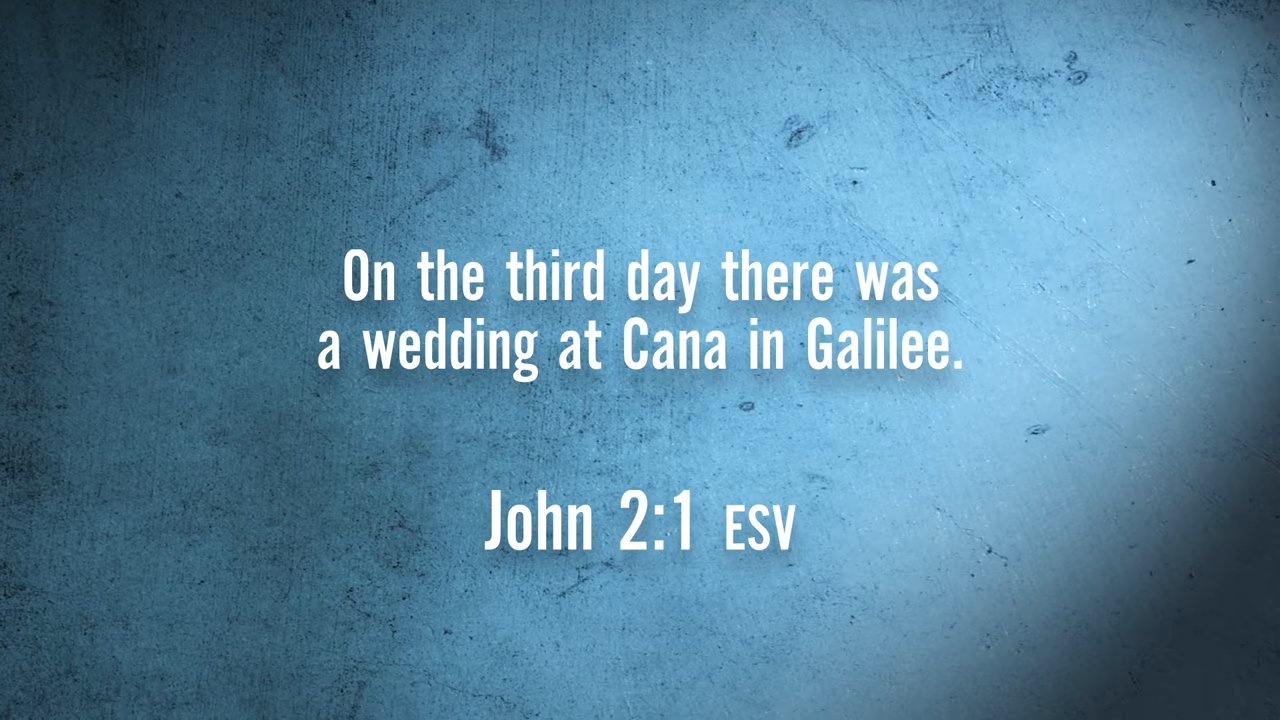 On the third day there was
a wedding at Cana in Galilee.
John 2:1 ESV